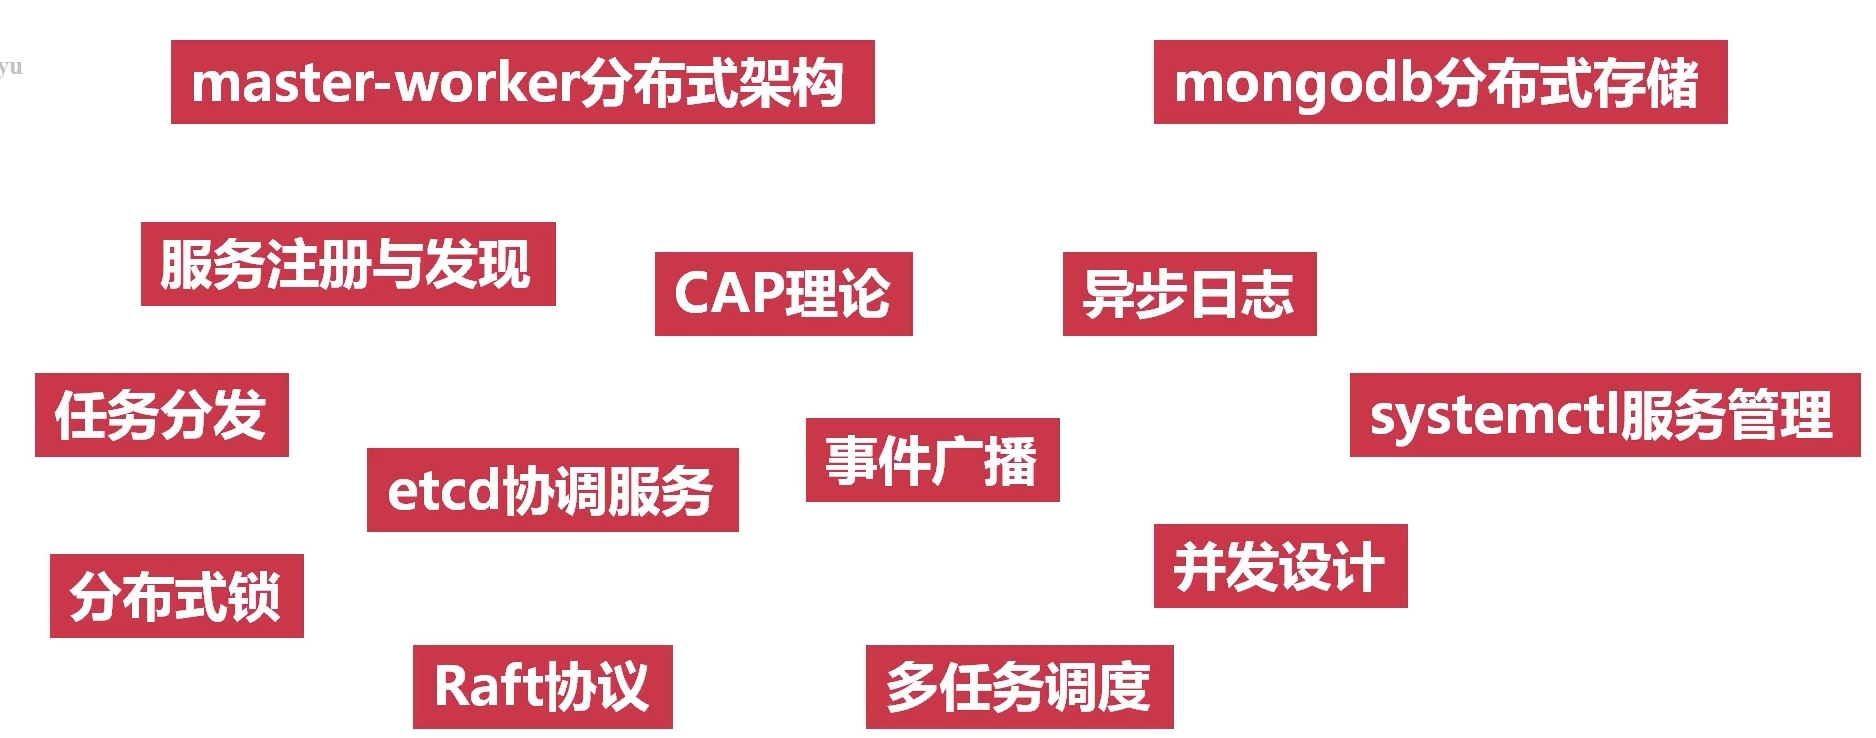 yu
master-worker分布式架构
mongodb分布式存储
服务注册与发现
CAP理论
异步日志
任务分发
systemctl服务管理
事件广播
etcd协调服务
并发设计
分布式锁
Raft协议
多任务调度